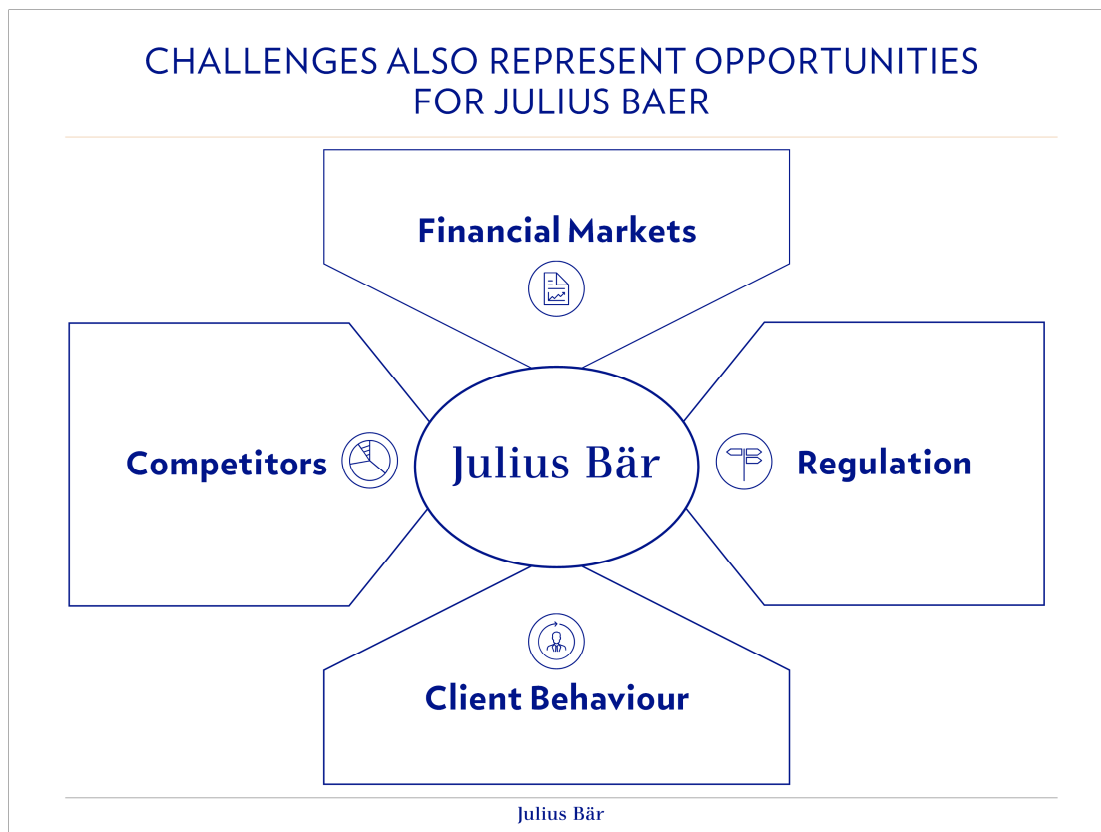 CHALLENGES ALSO REPRESENT OPPORTUNITIES
FOR JULIUS BAER
Financial Markets
Competitors
Julius Bär
Regulation
Client Behaviour
Julius Bär